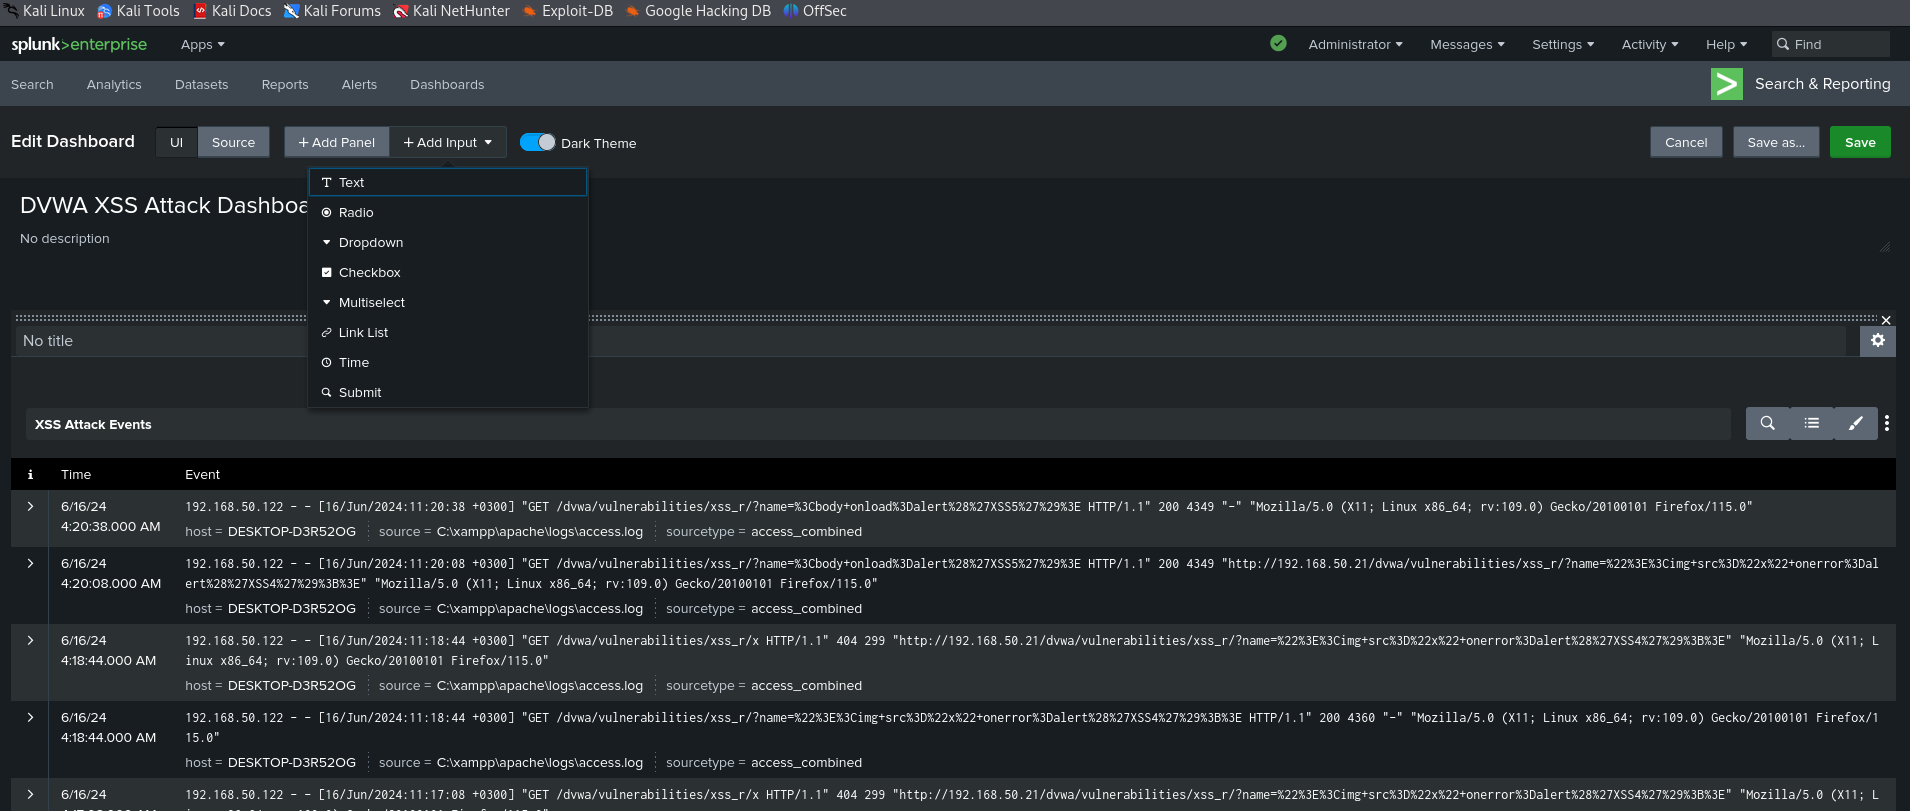 Kali Linux Kali Tools Kali Docs Kali Forums Kali NetHunter Exploit-DB Google Hacking DB OffSec
splunk>enterprise Apps Administrator Messages Settings Activity Help Find
Search Analytics Datasets Reports Alerts Dashboards Search & Reporting
Edit Dashboard UI Source + Add Panel + Add Input Dark Theme Cancel Save as... Save
Text
DVWA XSS Attack Dashboa
Radio
No description
Dropdown
Checkbox
Multiselect
Link List
No title
Time
Submit
XSS Attack Events
i Time Event
6/16/24 192.168.50.122 - - [16/Jun/2024:11:20:38 +0300] "GET /dvwa/vulnerabilities/xss_r/?name=%3Cbody+onload%3Dalert%28%27XSS5%27%29%3E HTTP/1.1" 200 4349 "-" "Mozilla/5.0 (X11; Linux x86_64; rv:109.0) Gecko/20100101 Firefox/115.0"
4:20:38.000 AM host = DESKTOP-D3R52OG source = C:\xampp\apache\logs\access.log sourcetype = access_combined
6/16/24 192.168.50.122 - - [16/Jun/2024:11:20:08 +0300] "GET /dvwa/vulnerabilities/xss_r/?name=%3Cbody+onload%3Dalert%28%27XSS5%27%29%3E HTTP/1.1" 200 4349 "http://192.168.50.21/dvwa/vulnerabilities/xss_r/?name=%22%3E%3Cimg+src%3D%22x%22+onerror%3Dal
4:20:08.000 AM ert%28%27XSS4%27%29%3B%3E" "Mozilla/5.0 (X11; Linux x86_64; rv:109.0) Gecko/20100101 Firefox/115.0"
host = DESKTOP-D3R52OG source = C:\xampp\apache\logs\access.log sourcetype = access_combined
6/16/24 192.168.50.122 - - [16/Jun/2024:11:18:44 +0300] "GET /dvwa/vulnerabilities/xss_r/x HTTP/1.1" 404 299 "http://192.168.50.21/dvwa/vulnerabilities/xss_r/?name=%22%3E%3Cimg+src%3D%22x%22+onerror%3Dalert%28%27XSS4%27%29%3B%3E" "Mozilla/5.0 (X11; L
4:18:44.000 AM inux x86_64; rv:109.0) Gecko/20100101 Firefox/115.0"
host = DESKTOP-D3R52OG source = C:\xampp\apache\logs\access.log sourcetype = access_combined
6/16/24 192.168.50.122 - - [16/Jun/2024:11:18:44 +0300] "GET /dvwa/vulnerabilities/xss_r/?name=%22%3E%3Cimg+src%3D%22x%22+onerror%3Dalert%28%27XSS4%27%29%3B%3E HTTP/1.1" 200 4360 "-" "Mozilla/5.0 (X11; Linux x86_64; rv:109.0) Gecko/20100101 Firefox/1
4:18:44.000 AM 15.0"
host = DESKTOP-D3R52OG source = C:\xampp\apache\logs\access.log sourcetype = access_combined
6/16/24 192.168.50.122 - - [16/Jun/2024:11:17:08 +0300] "GET /dvwa/vulnerabilities/xss_r/x HTTP/1.1" 404 299 "http://192.168.50.21/dvwa/vulnerabilities/xss_r/?name=%22%3E%3Cimg+src%3D%22x%22+onerror%3Dalert%28%27XSS4%27%29%3B%3E" "Mozilla/5.0 (X11; L